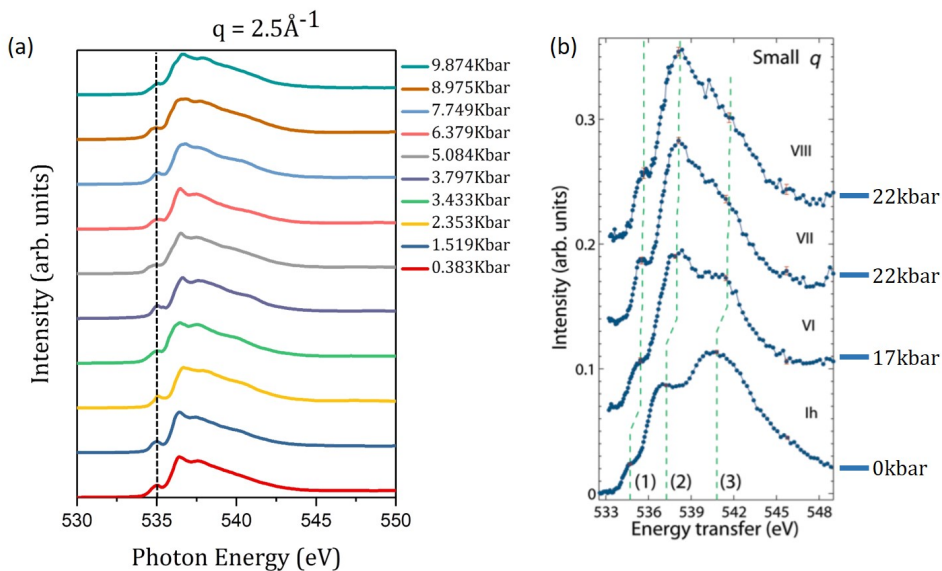 q = 2.5Å-1
(a)
9.874Kbar
8.975Kbar
7.749Kbar
6.379Kbar
5.084Kbar
3.797Kbar
3.433Kbar
2.353Kbar
1.519Kbar
0.383Kbar
Intensity (arb. units)
530
535
540
545
550
Photon Energy (eV)
(b)
Small q
0.3
0.2
0.1
0
Intensity (arb. units)
VIII
22kbar
VII
22kbar
VI
17kbar
Ih
0kbar
(1)
(2)
(3)
533
536
539
542
545
548
Energy transfer (eV)